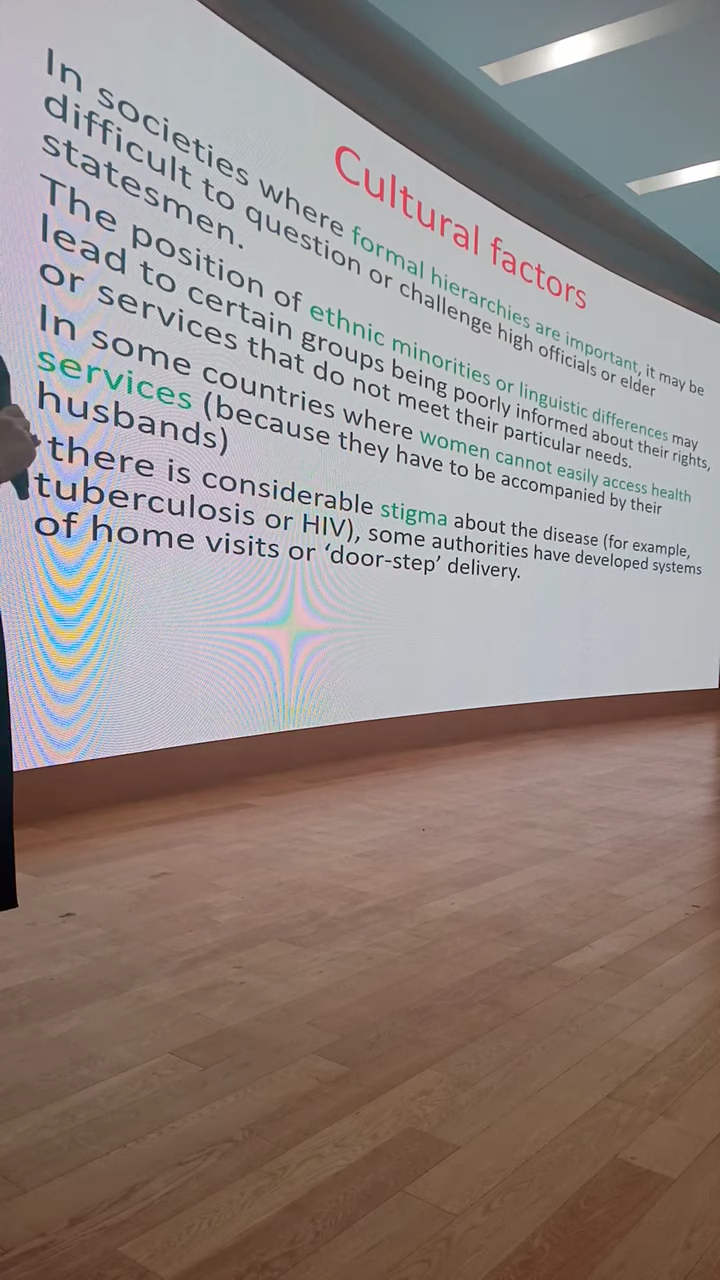 Cultural factors
In societies where formal hierarchies are important, it may be
difficult to question or challenge high officials or elder
statesmen.
The position of ethnic minorities or linguistic differences may
lead to certain groups being poorly informed about their rights,
or services that do not meet their particular needs.
In some countries where women cannot easily access health
services (because they have to be accompanied by their
husbands)
there is considerable stigma about the disease (for example,
tuberculosis or HIV), some authorities have developed systems
of home visits or ‘door-step’ delivery.